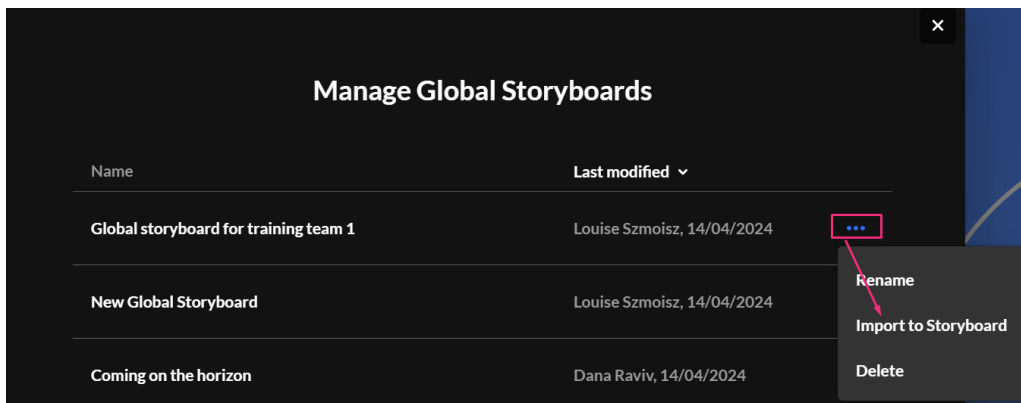 Manage Global Storyboards
Name Last modified
Global storyboard for training team 1 Louise Szmoisz, 14/04/2024
Rename
New Global Storyboard Louise Szmoisz, 14/04/2024
Import to Storyboard
Coming on the horizon Dana Raviv, 14/04/2024
Delete